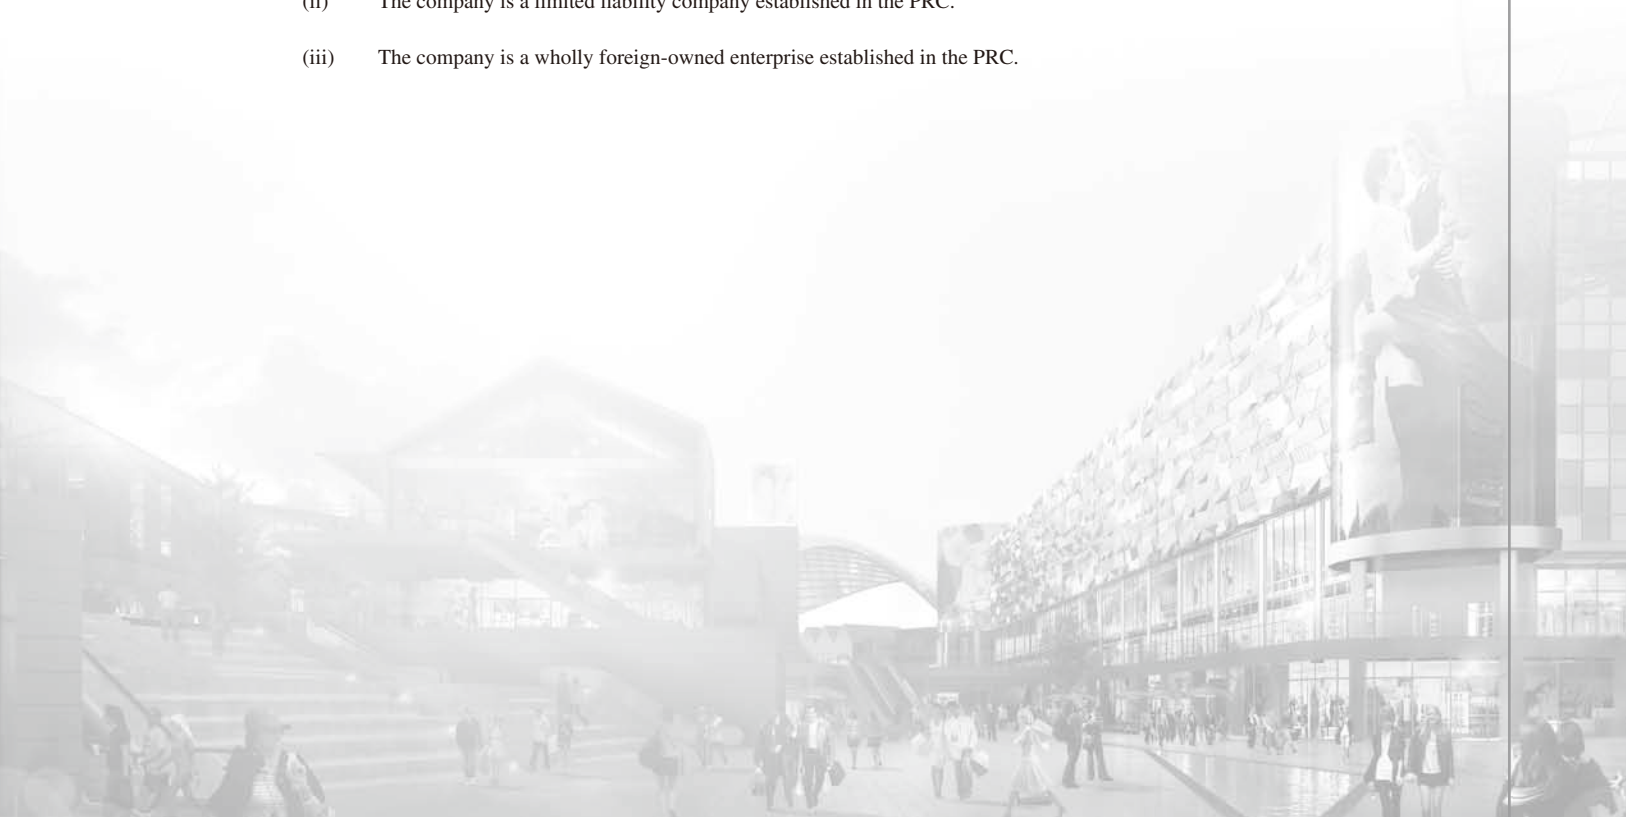 (ii) The company is a limited liability company established in the PRC.
(iii) The company is a wholly foreign-owned enterprise established in the PRC.